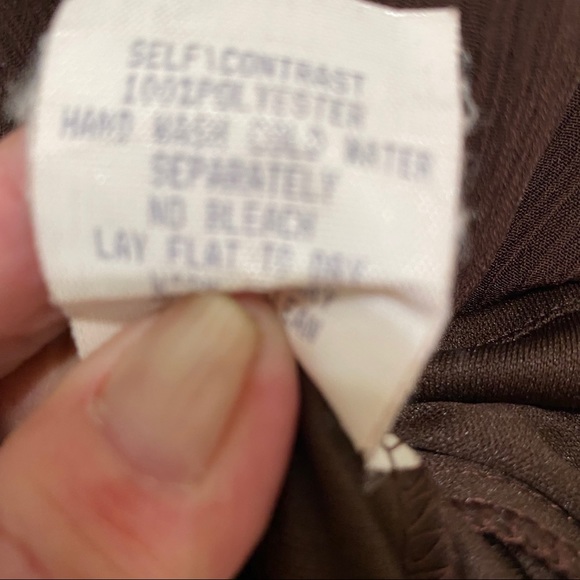 SELF\CONTRAST
100%POLYESTER
HAND WASH COLD WATER
SEPARATELY
NO BLEACH
LAY FLAT TO DRY